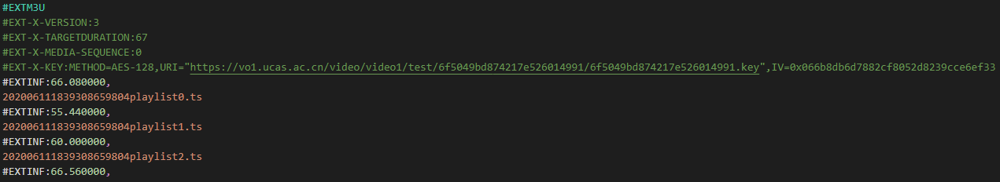 #EXTM3U
#EXT-X-VERSION:3
#EXT-X-TARGETDURATION:67
#EXT-X-MEDIA-SEQUENCE:0
#EXT-X-KEY:METHOD=AES-128,URI="https://vo1.ucas.ac.cn/video/video1/test/6f5049bd874217e526014991/6f5049bd874217e526014991.key",IV=0x066b8db6d7882cf8052d8239cce6ef33
#EXTINF:66.080000,
202006111839308659804playlist0.ts
#EXTINF:55.440000,
202006111839308659804playlist1.ts
#EXTINF:60.000000,
202006111839308659804playlist2.ts
#EXTINF:66.560000,